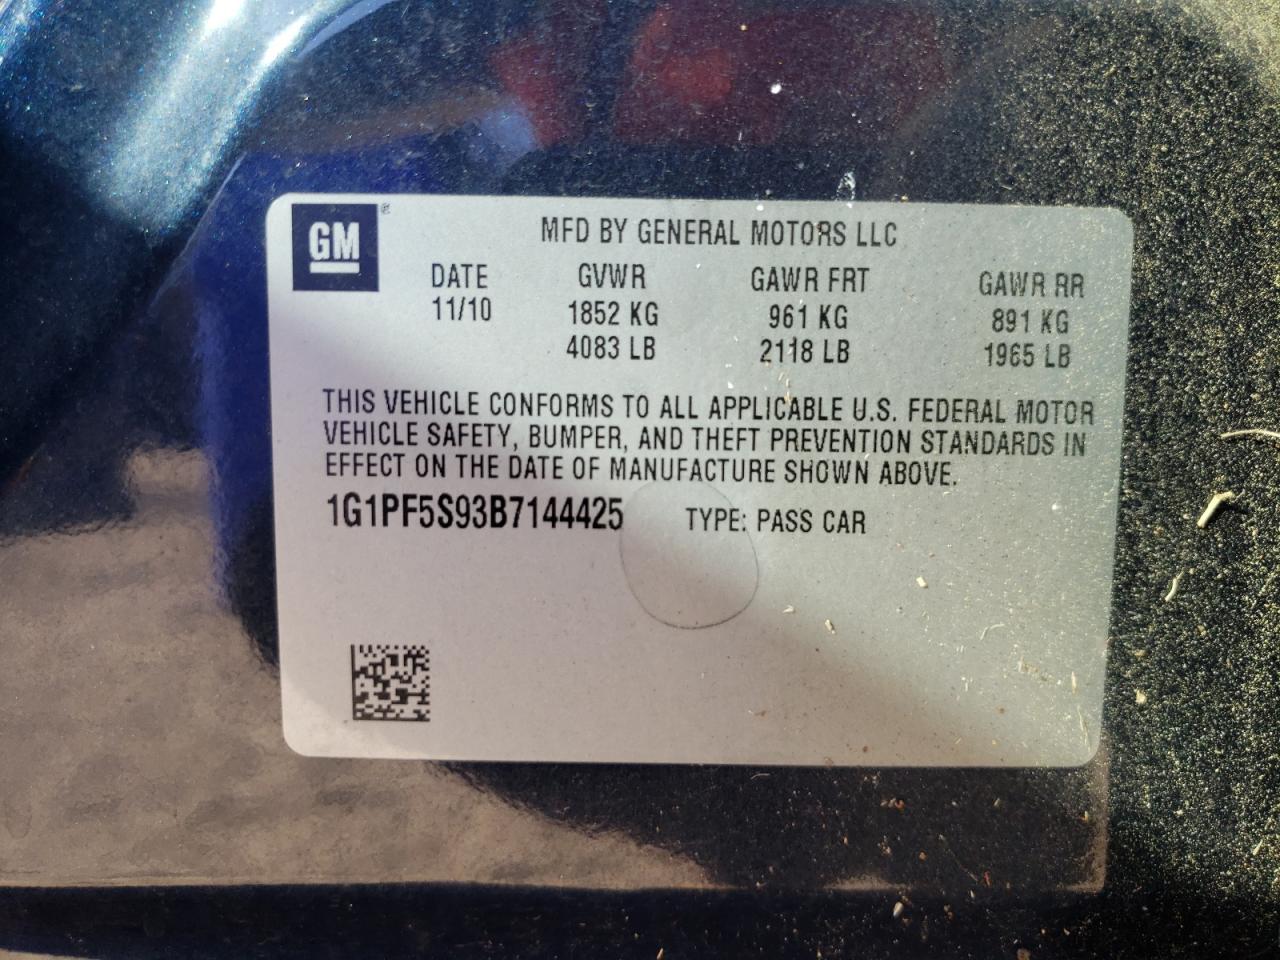 GM ®
MFD BY GENERAL MOTORS LLC
DATE GVWR GAWR FRT GAWR RR
11/10 1852 KG 961 KG 891 KG
4083 LB 2118 LB 1965 LB
THIS VEHICLE CONFORMS TO ALL APPLICABLE U.S. FEDERAL MOTOR
VEHICLE SAFETY, BUMPER, AND THEFT PREVENTION STANDARDS IN
EFFECT ON THE DATE OF MANUFACTURE SHOWN ABOVE.
1G1PF5S93B7144425 TYPE: PASS CAR